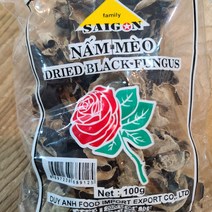 family
SAIGON
NẤM MÈO
DRIED BLACK-FUNGUS
Net : 100g
DUY ANH FOOD IMPORT EXPORT CO., LTD